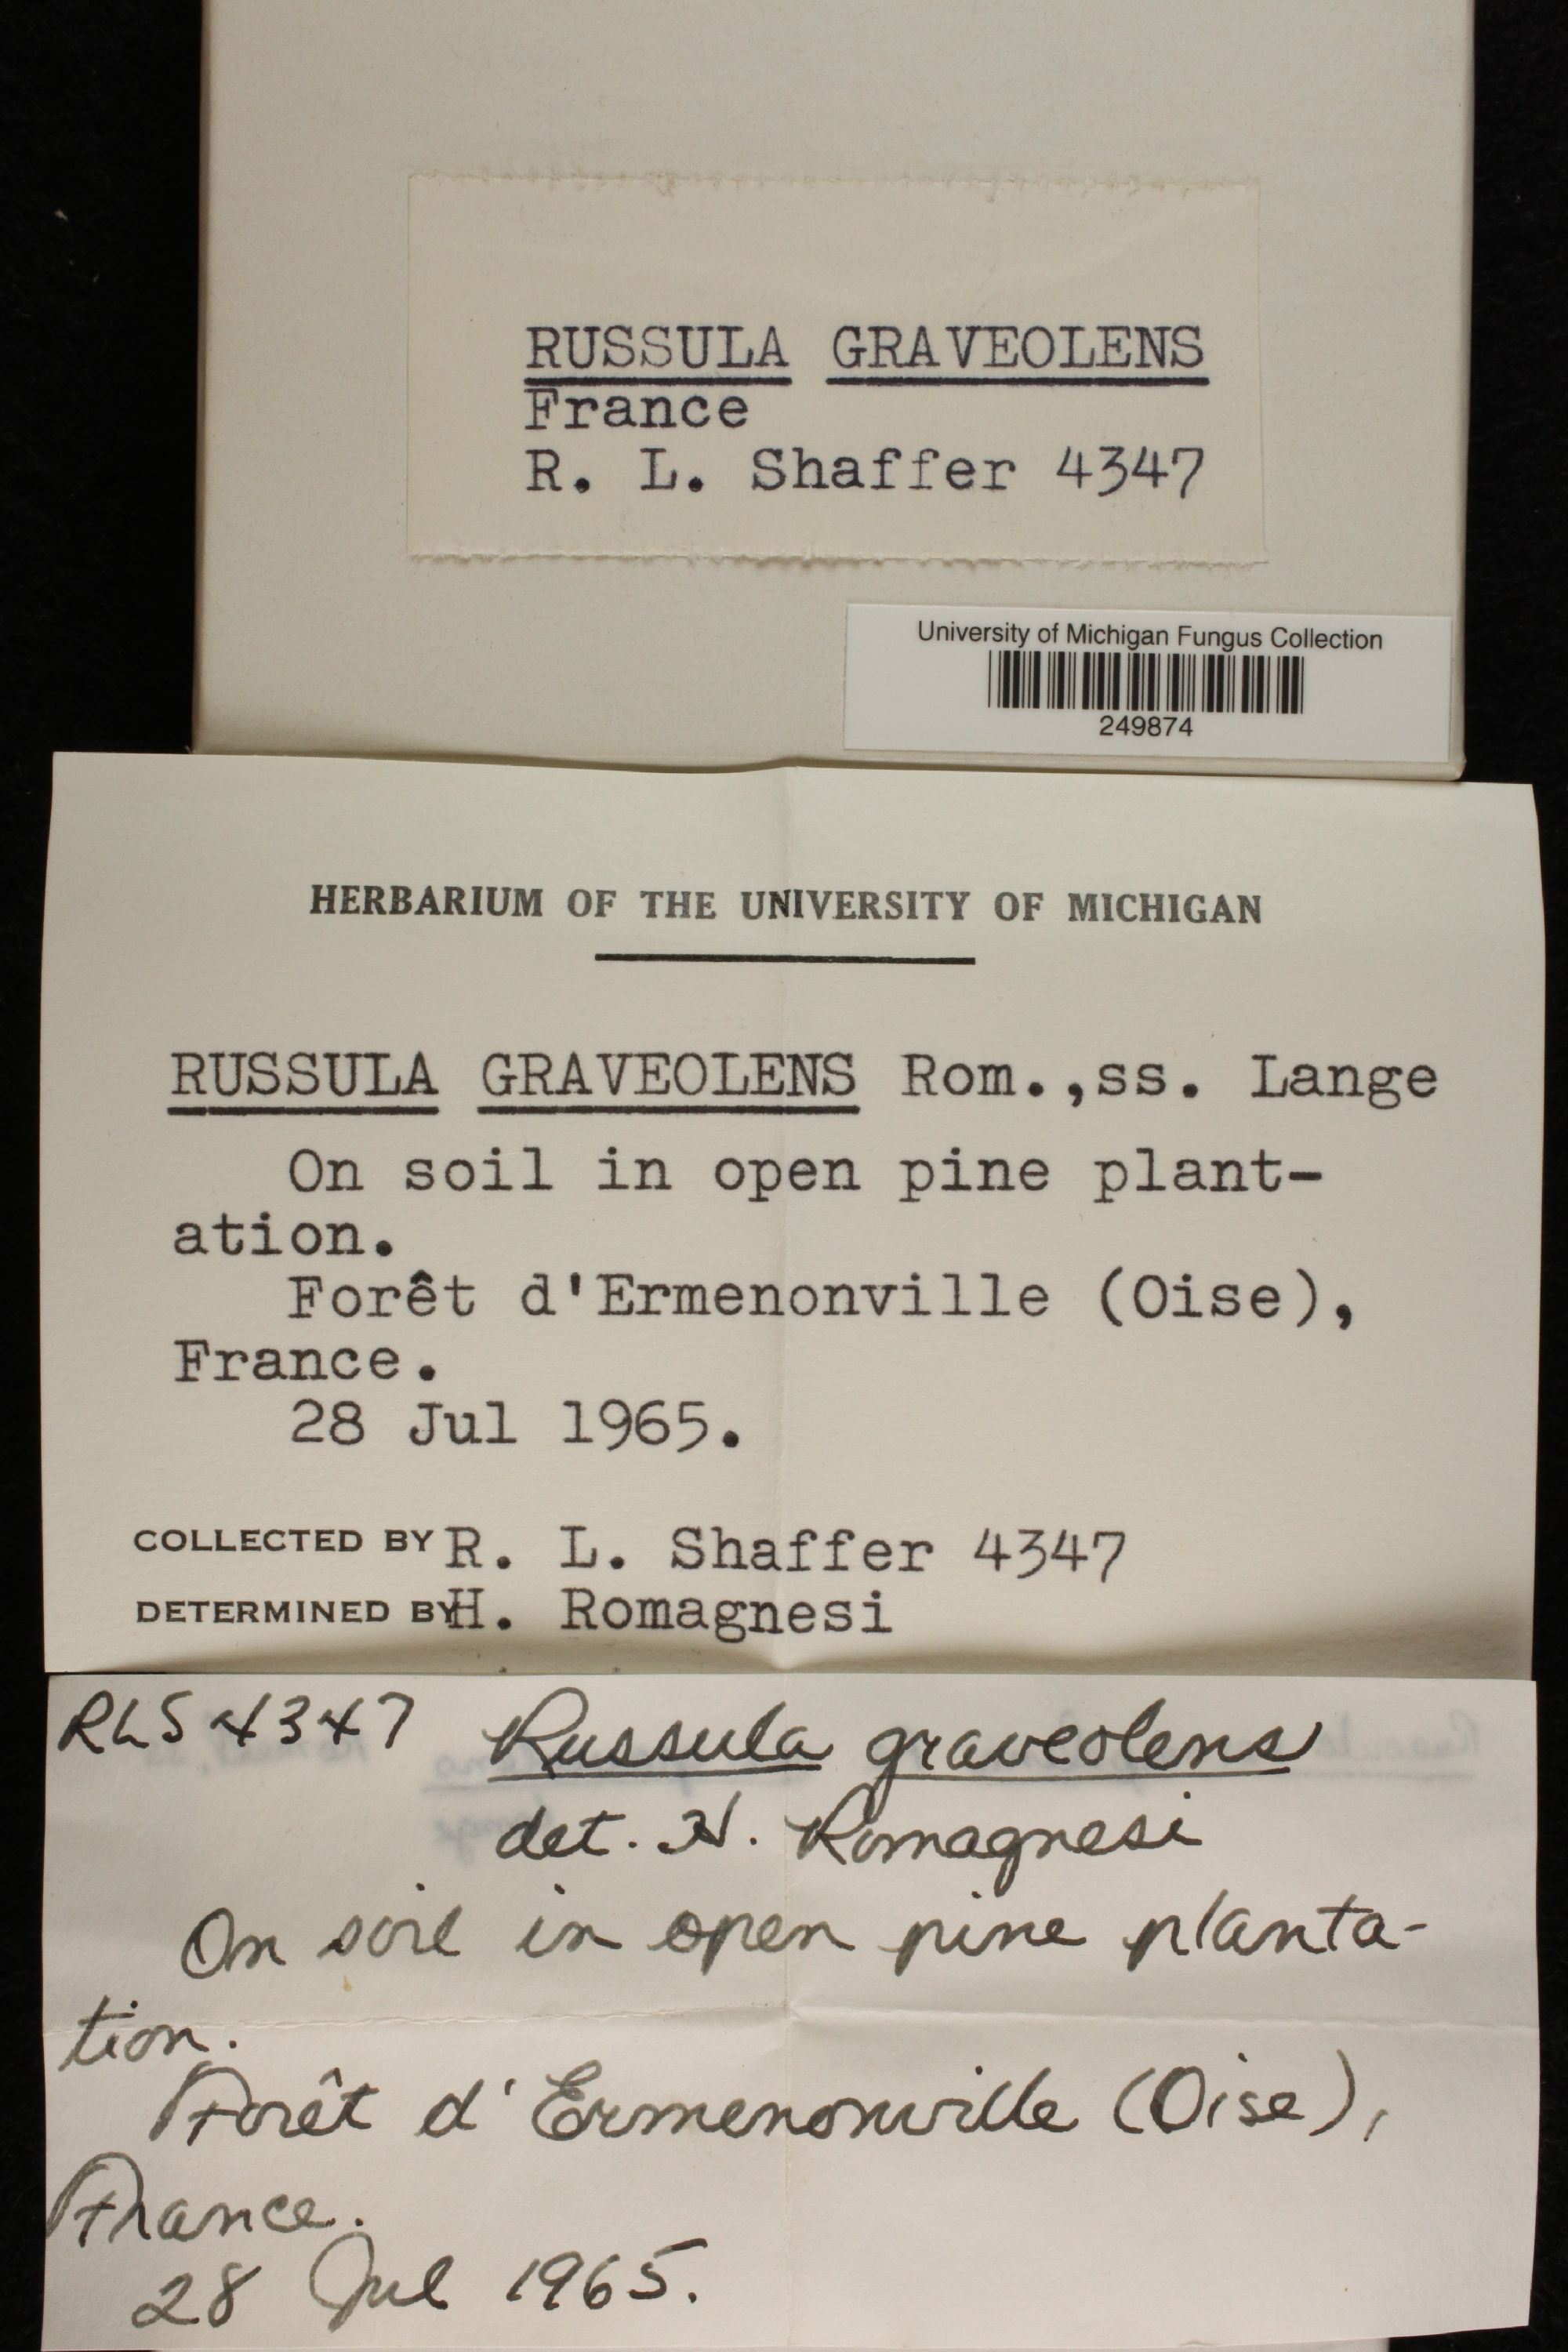 RUSSULA GRAVEOLENS
France
R. L. Shaffer 4347
University of Michigan Fungus Collection
249874
HERBARIUM OF THE UNIVERSITY OF MICHIGAN
RUSSULA GRAVEOLENS Rom.,ss. Lange
On soil in open pine plant-
ation.
Forêt d'Ermenonville (Oise),
France.
28 Jul 1965.
COLLECTED BY R. L. Shaffer 4347
DETERMINED BY H. Romagnesi
RLS 4347 Russula graveolens
det. H. Romagnesi
On soil in open pine planta-
tion.
Forêt d'Ermenonville (Oise),
France.
28 Jul 1965.